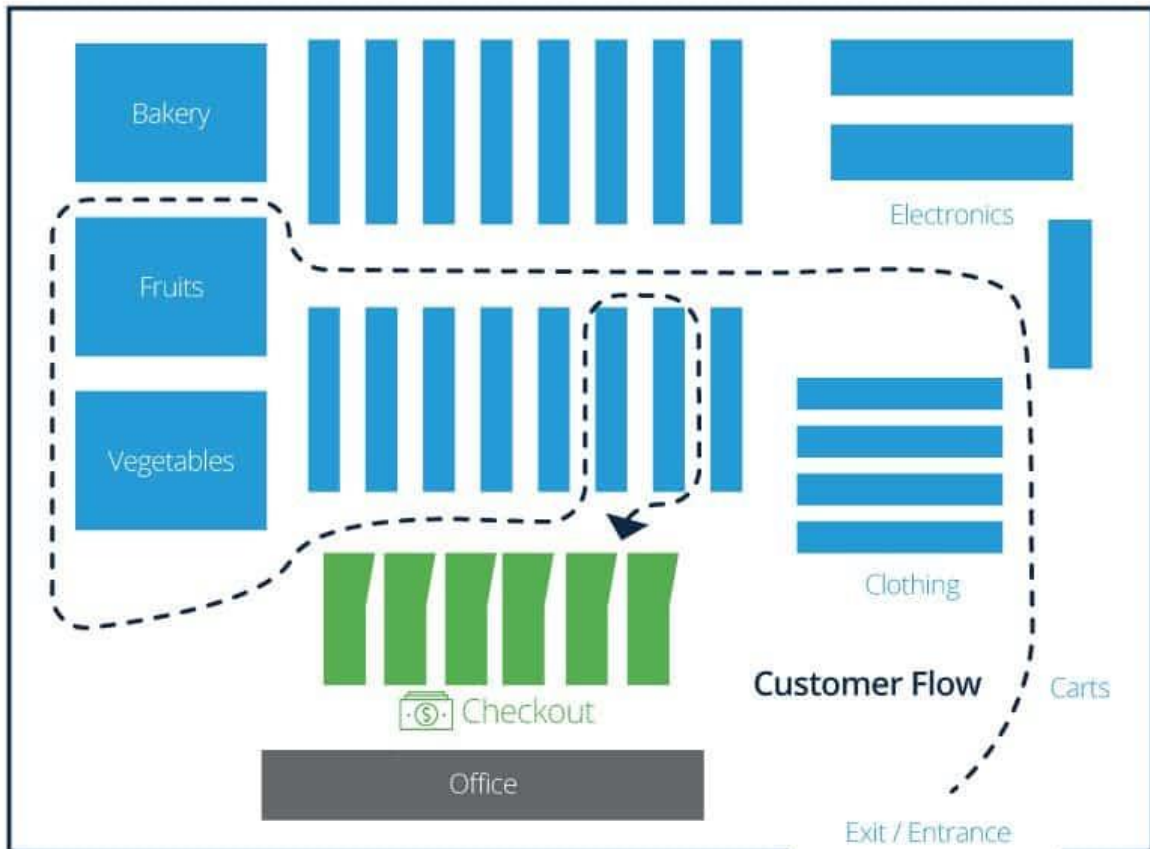 Bakery
Electronics
Fruits
Vegetables
Clothing
Customer Flow
Carts
$ Checkout
Office
Exit / Entrance